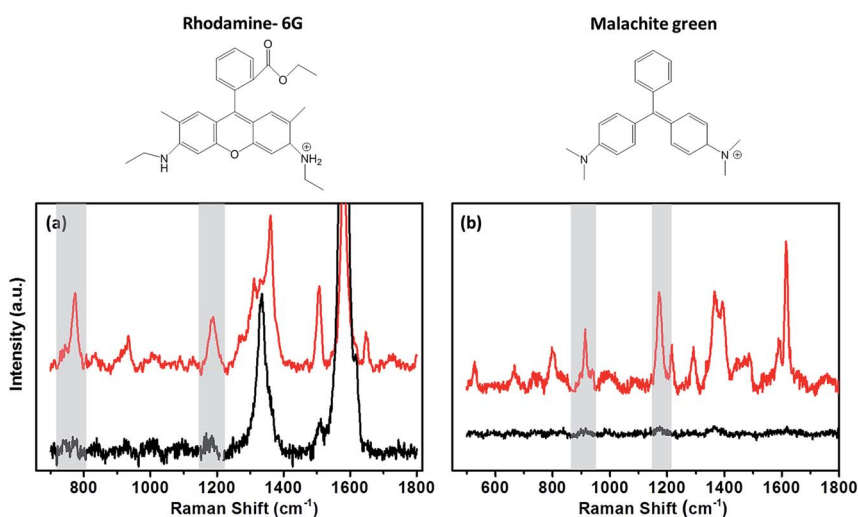 Rhodamine- 6G
Malachite green
O
O
N
H
O
NH2
+
N
N
+
(a)
(b)
Intensity (a.u.)
800 1000 1200 1400 1600 1800
600 800 1000 1200 1400 1600 1800
Raman Shift (cm-1)
Raman Shift (cm-1)